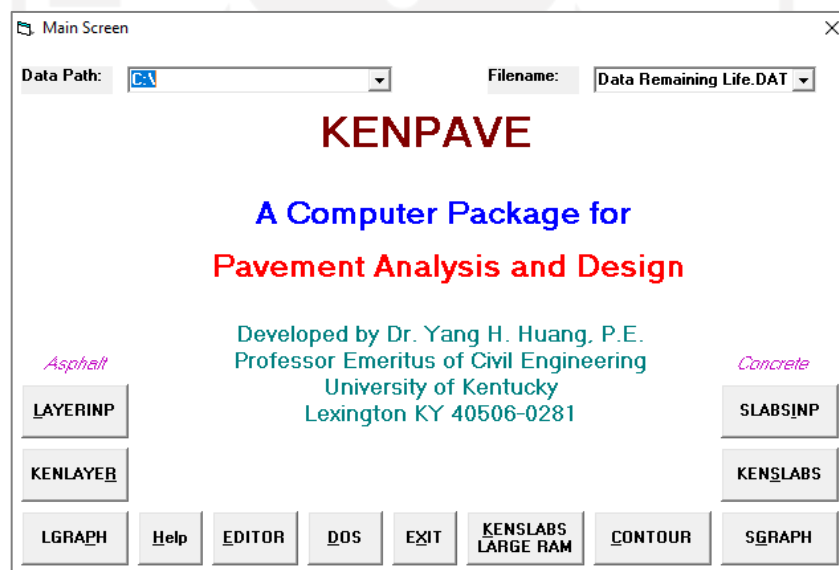 Main Screen
Data Path: C:\ Filename: Data Remaining Life.DAT
KENPAVE
A Computer Package for
Pavement Analysis and Design
Developed by Dr. Yang H. Huang, P.E.
Professor Emeritus of Civil Engineering
University of Kentucky
Lexington KY 40506-0281
Asphalt
Concrete
LAYERINP
SLABSINP
KENLAYER
KENSLABS
LGRAPH Help EDITOR DOS EXIT KENSLABS LARGE RAM CONTOUR SGRAPH